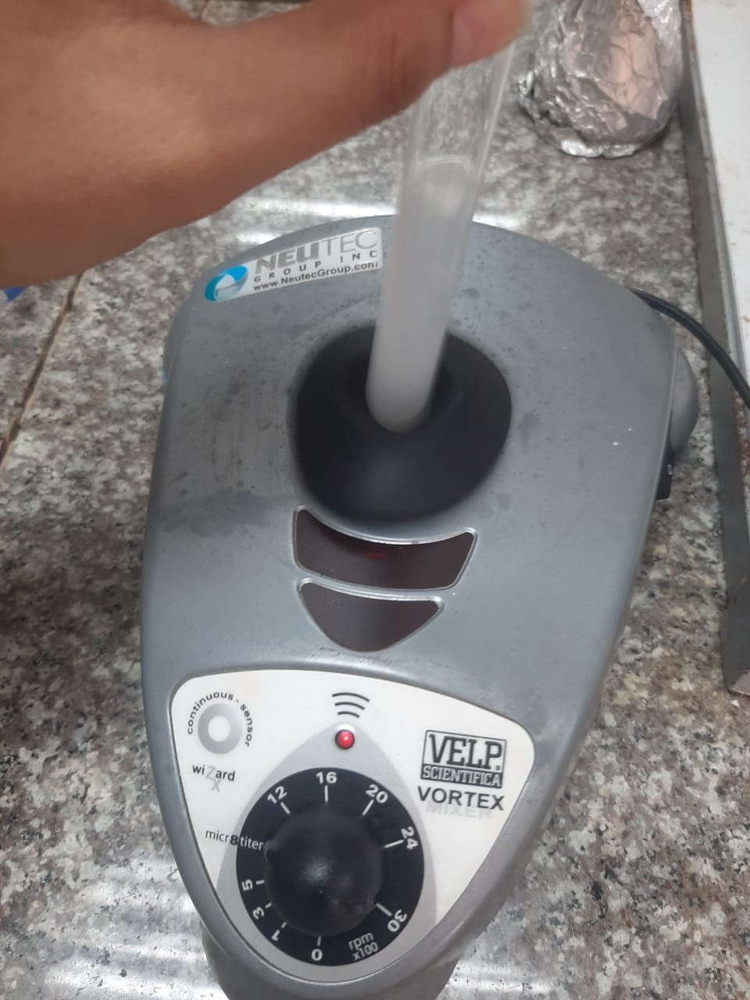 NEUTEC
GROUP INC
www.NeutecGroup.com
continuous-sensor
wiZard
x
VELP
SCIENTIFICA
VORTEX
MIXER
micr8titer
0
1
3
5
12
16
20
24
30
rpm
x100
0